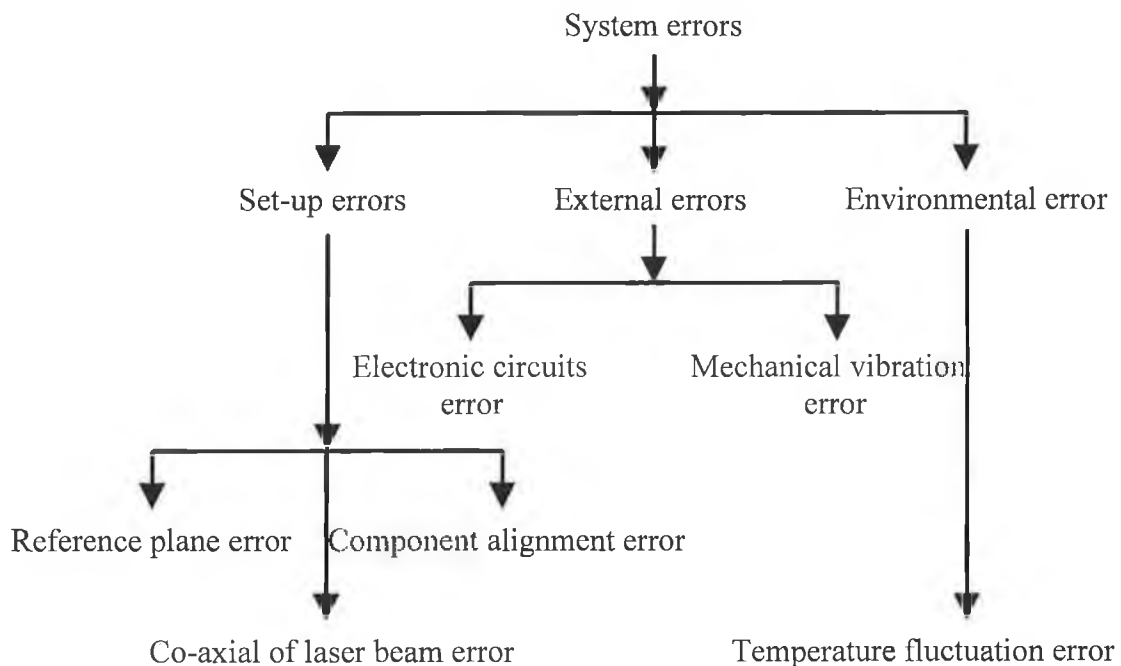 System errors
Set-up errors
External errors
Environmental error
Electronic circuits
error
Mechanical vibration
error
Reference plane error
Component alignment error
Co-axial of laser beam error
Temperature fluctuation error